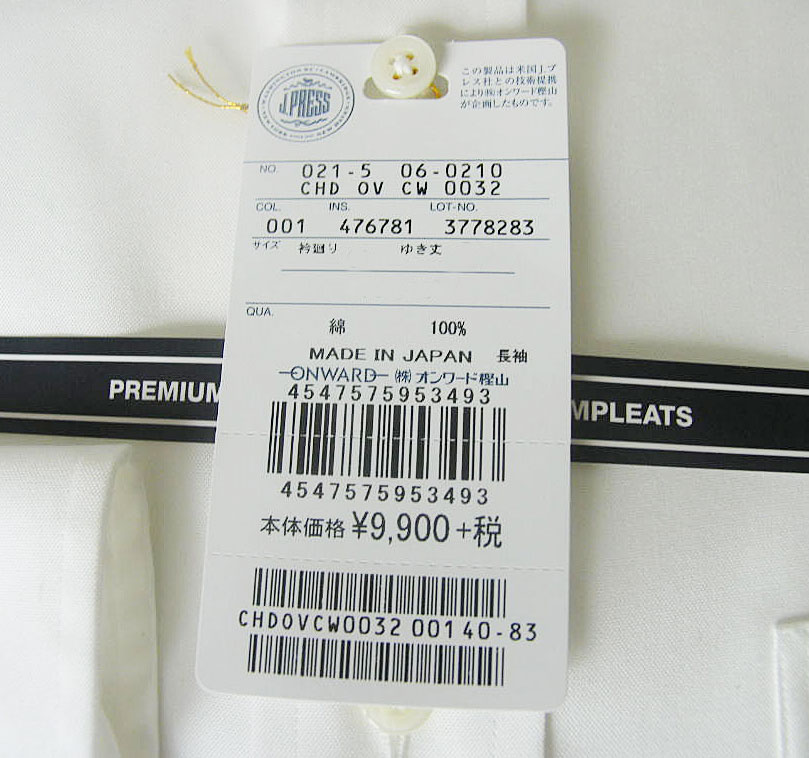 J.PRESS
この製品は米国Jプ
レス社との技術提携
により㈱オンワード樫山
が企画したものです。
NO. 021-5 06-0210
CHD OV CW 0032
COL. INS. LOT-NO.
001 476781 3778283
サイズ 衿廻り ゆき丈
QUA.
綿 100%
MADE IN JAPAN 長袖
ONWARD ㈱オンワード樫山
4547575953493
PREMIUM
MPLEATS
4547575953493
本体価格 ¥9,900+税
CHDOVCW0032 00140-83